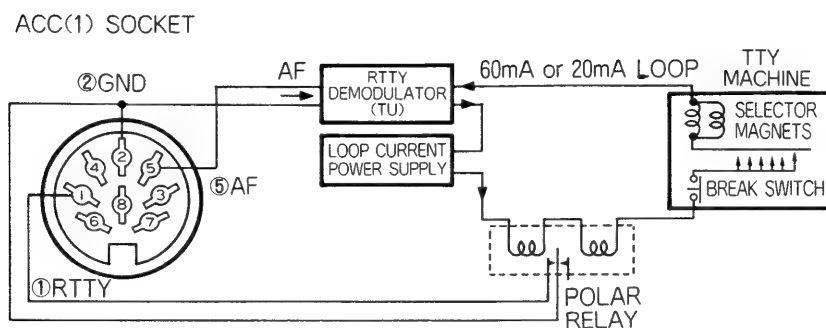 ACC(1) SOCKET
②GND
4
2
5
1
8
3
6
7
⑤AF
①RTTY
AF
RTTY
DEMODULATOR
(TU)
LOOP CURRENT
POWER SUPPLY
60mA or 20mA LOOP
TTY
MACHINE
SELECTOR
MAGNETS
BREAK SWITCH
POLAR
RELAY